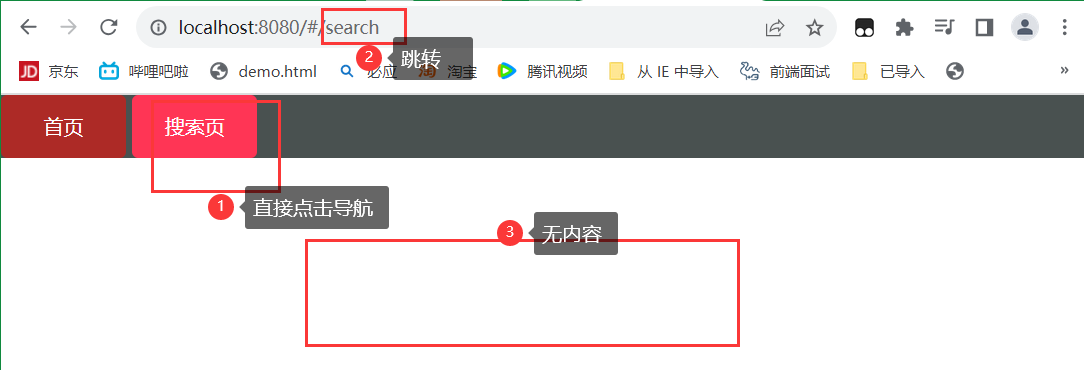 localhost:8080/#/search
2 跳转
JD 京东
哔哩吧啦
demo.html
必应
淘
淘宝
腾讯视频
从 IE 中导入
前端面试
已导入
»
首页
搜索页
1 直接点击导航
3 无内容